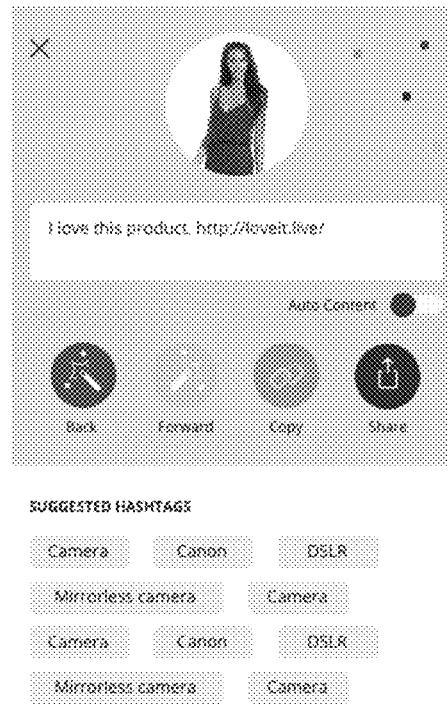 I love this product. http://loveit.live/
Auto Content
Back Forward Copy Share
SUGGESTED HASHTAGS
Camera Canon DSLR
Mirrorless camera Camera
Camera Canon DSLR
Mirrorless camera Camera